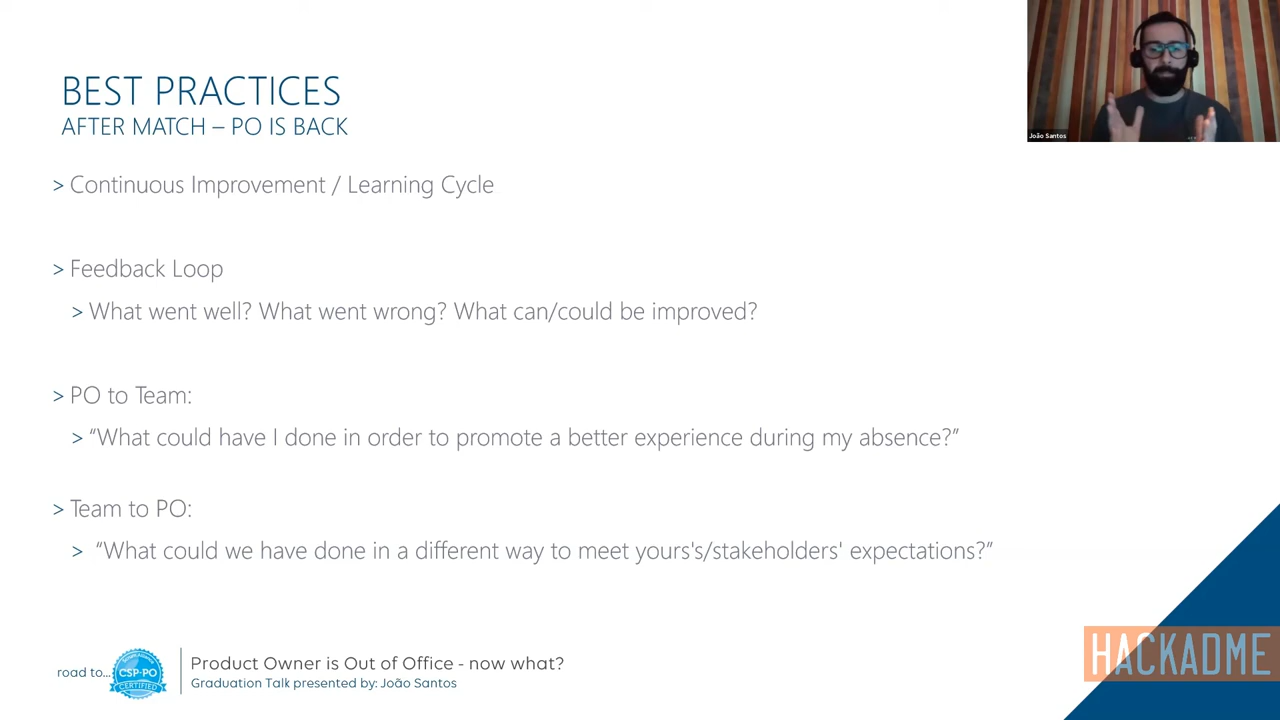 BEST PRACTICES
AFTER MATCH – PO IS BACK
João Santos
> Continuous Improvement / Learning Cycle
> Feedback Loop
> What went well? What went wrong? What can/could be improved?
> PO to Team:
> “What could have I done in order to promote a better experience during my absence?”
> Team to PO:
> “What could we have done in a different way to meet yours's/stakeholders' expectations?”
road to...
CSP-PO
CERTIFIED
Product Owner is Out of Office - now what?
Graduation Talk presented by: João Santos
HACKADME